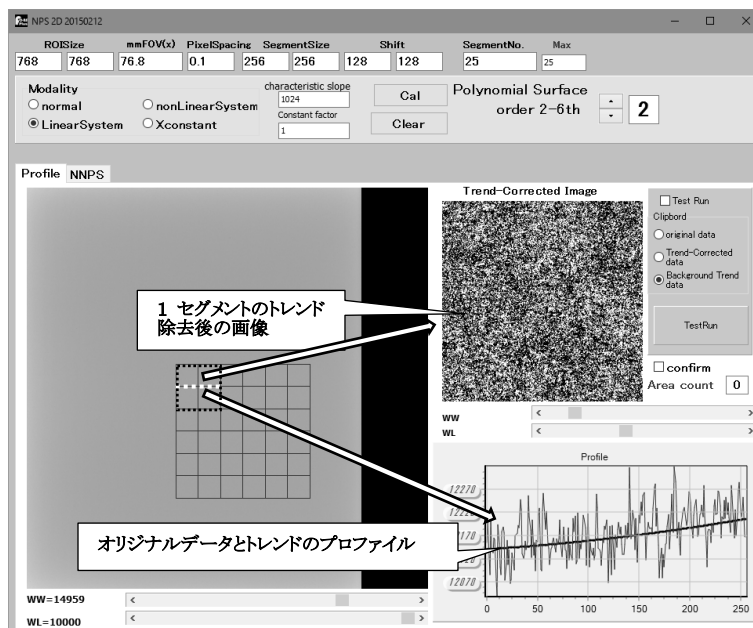 NPS 2D 20150212
ROISize mmFOV(x) PixelSpacing SegmentSize Shift SegmentNo. Max
768 768 76.8 0.1 256 256 128 128 25 25
Modality
normal nonLinearSystem
LinearSystem Xconstant
characteristic slope
1024
Constant factor
1
Cal
Clear
Polynomial Surface
order 2-6th 2
Profile NNPS
Trend-Corrected Image
Test Run
Clipbord
original data
Trend-Corrected
data
Background Trend
data
TestRun
confirm
Area count 0
1 セグメントのトレンド
除去後の画像
WW
WL
Profile
12270
12070
0 50 100 150 200 250
オリジナルデータとトレンドのプロファイル
WW=14959
WL=10000